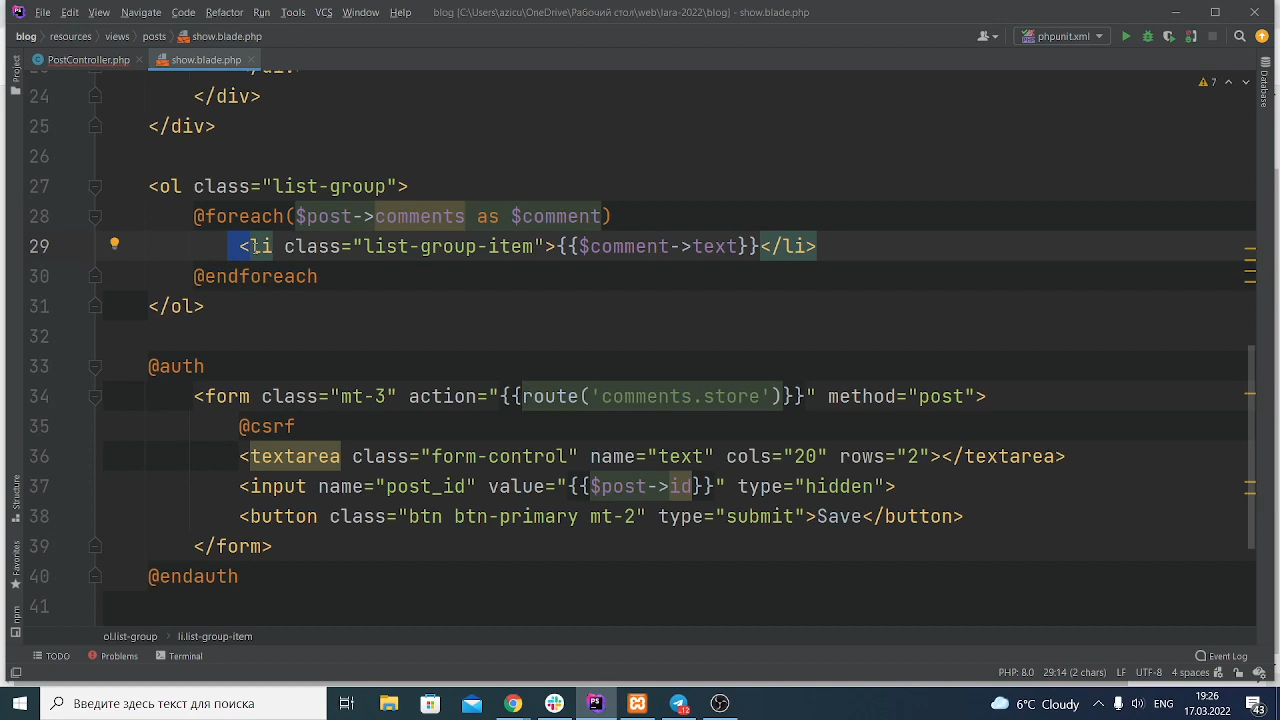 File Edit View Navigate Code Refactor Run Tools VCS Window Help blog [C:\Users\azicu\OneDrive\Рабочий стол\web\lara-2022\blog] - show.blade.php
blog resources views posts show.blade.php phpunit.xml
Project PostController.php show.blade.php Database
7
24 </div>
25 </div>
26
27 <ol class="list-group">
28 @foreach($post->comments as $comment)
29 <li class="list-group-item">{{$comment->text}}</li>
30 @endforeach
31 </ol>
32
33 @auth
34 <form class="mt-3" action="{{route('comments.store')}}" method="post">
35 @csrf
36 <textarea class="form-control" name="text" cols="20" rows="2"></textarea>
37 <input name="post_id" value="{{$post->id}}" type="hidden">
38 <button class="btn btn-primary mt-2" type="submit">Save</button>
39 </form>
40 @endauth
41
Structure
Favorites
npm
ol.list-group li.list-group-item
TODO Problems Terminal Event Log
PHP: 8.0 29:14 (2 chars) LF UTF-8 4 spaces
Введите здесь текст для поиска 12 6°C Cloudy 19:26
17.03.2022 43